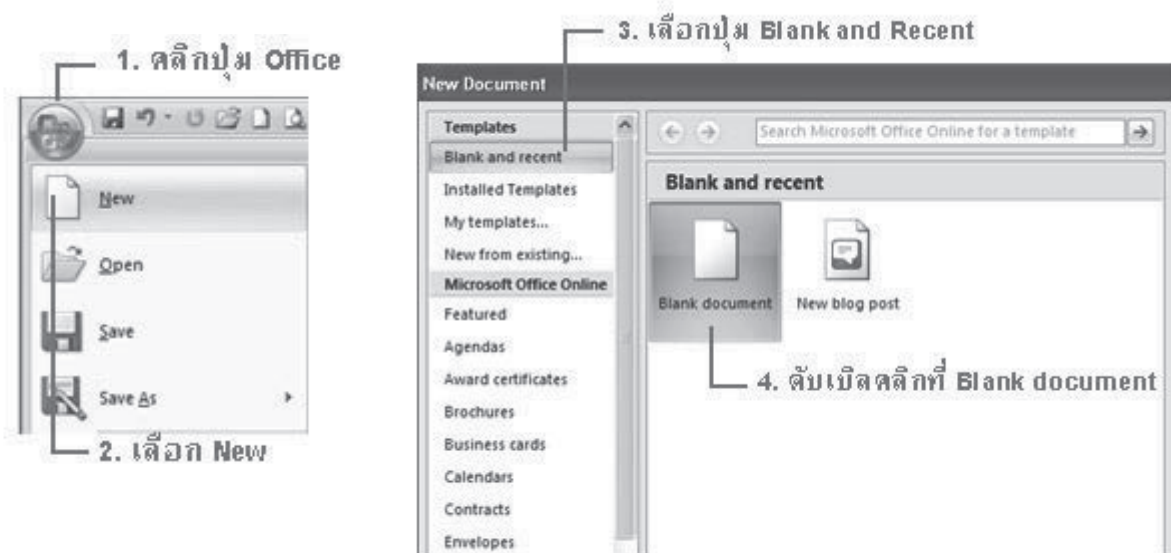 1. คลิกปุ่ม Office
New
Open
Save
Save As
2. เลือก New
3. เลือกปุ่ม Blank and Recent
New Document
Templates
Blank and recent
Installed Templates
My templates...
New from existing...
Microsoft Office Online
Featured
Agendas
Award certificates
Brochures
Business cards
Calendars
Contracts
Envelopes
Search Microsoft Office Online for a template
Blank and recent
Blank document
New blog post
4. ดับเบิลคลิกที่ Blank document